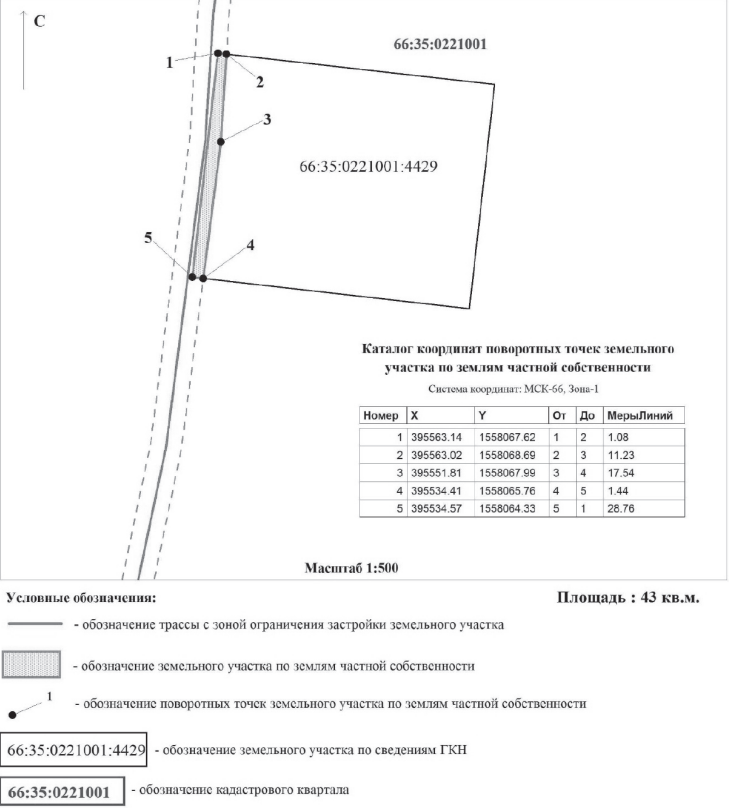 С
66:35:0221001
1
2
3
66:35:0221001:4429
5
4
Каталог координат поворотных точек земельного
участка по землям частной собственности
Система координат: МСК-66, Зона-1
Номер X Y От До МерыЛиний
1 395563.14 1558067.62 1 2 1.08
2 395563.02 1558068.69 2 3 11.23
3 395551.81 1558067.99 3 4 17.54
4 395534.41 1558065.76 4 5 1.44
5 395534.57 1558064.33 5 1 28.76
Масштаб 1:500
Условные обозначения: Площадь : 43 кв.м.
- обозначение трассы с зоной ограничения застройки земельного участка
- обозначение земельного участка по землям частной собственности
1 - обозначение поворотных точек земельного участка по землям частной собственности
66:35:0221001:4429 - обозначение земельного участка по сведениям ГКН
66:35:0221001 - обозначение кадастрового квартала